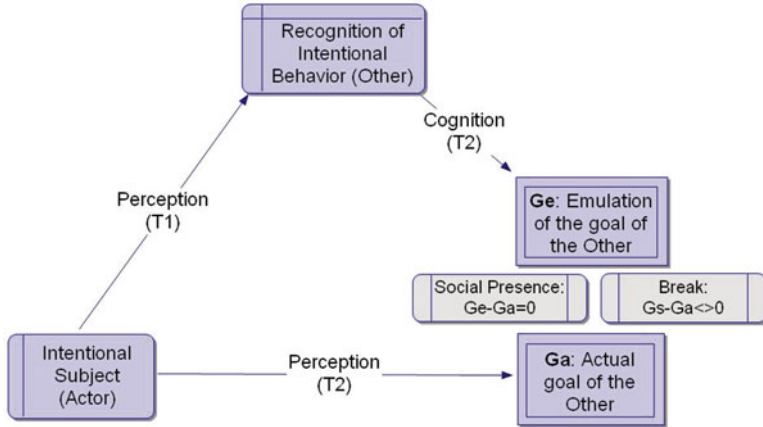 Recognition of
Intentional
Behavior (Other)
Cognition
(T2)
Perception
(T1)
Ge: Emulation
of the goal of
the Other
Social Presence:
Ge-Ga=0
Break:
Gs-Ga<>0
Intentional
Subject
(Actor)
Perception
(T2)
Ga: Actual
goal of the
Other